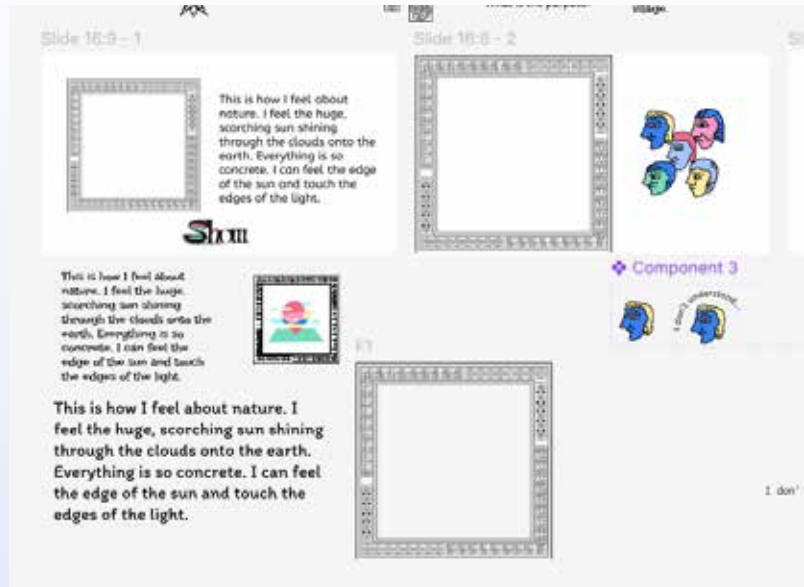 village.
Slide 16:9 - 1
Slide 16:9 - 2
This is how I feel about
nature. I feel the huge,
scorching sun shining
through the clouds onto the
earth. Everything is so
concrete. I can feel the edge
of the sun and touch the
edges of the light.
Show
Component 3
I don't understand...
This is how I feel about
nature. I feel the huge,
scorching sun shining
through the clouds onto the
earth. Everything is so
concrete. I can feel the
edge of the sun and touch
the edges of the light.
This is how I feel about nature. I
feel the huge, scorching sun shining
through the clouds onto the earth.
Everything is so concrete. I can feel
the edge of the sun and touch the
edges of the light.
I don'